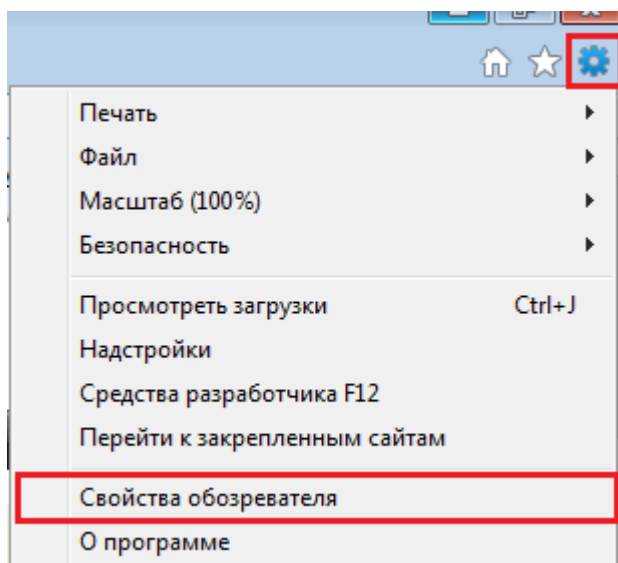 Печать
Файл
Масштаб (100%)
Безопасность
Просмотреть загрузки Ctrl+J
Надстройки
Средства разработчика F12
Перейти к закрепленным сайтам
Свойства обозревателя
О программе